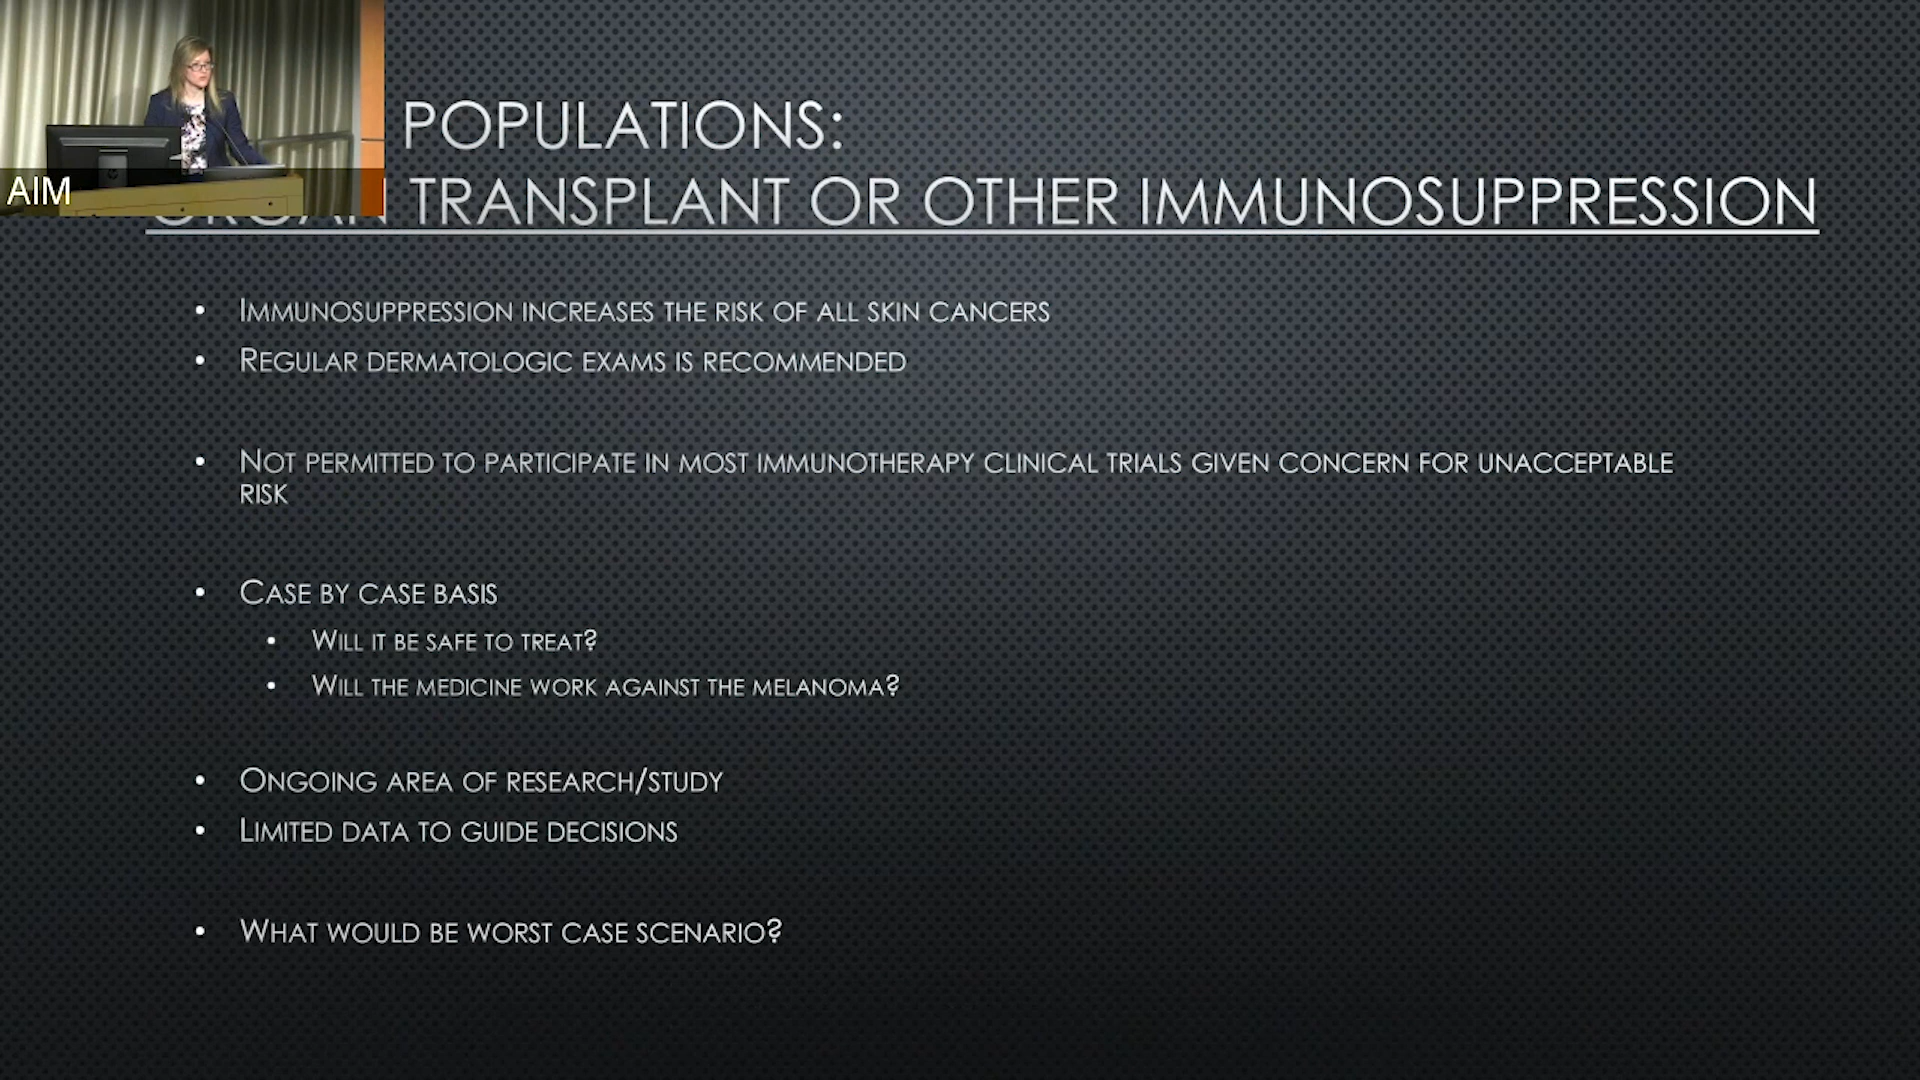 POPULATIONS:
AIM
ORGAN TRANSPLANT OR OTHER IMMUNOSUPPRESSION
• IMMUNOSUPPRESSION INCREASES THE RISK OF ALL SKIN CANCERS
• REGULAR DERMATOLOGIC EXAMS IS RECOMMENDED
• NOT PERMITTED TO PARTICIPATE IN MOST IMMUNOTHERAPY CLINICAL TRIALS GIVEN CONCERN FOR UNACCEPTABLE
RISK
• CASE BY CASE BASIS
• WILL IT BE SAFE TO TREAT?
• WILL THE MEDICINE WORK AGAINST THE MELANOMA?
• ONGOING AREA OF RESEARCH/STUDY
• LIMITED DATA TO GUIDE DECISIONS
• WHAT WOULD BE WORST CASE SCENARIO?